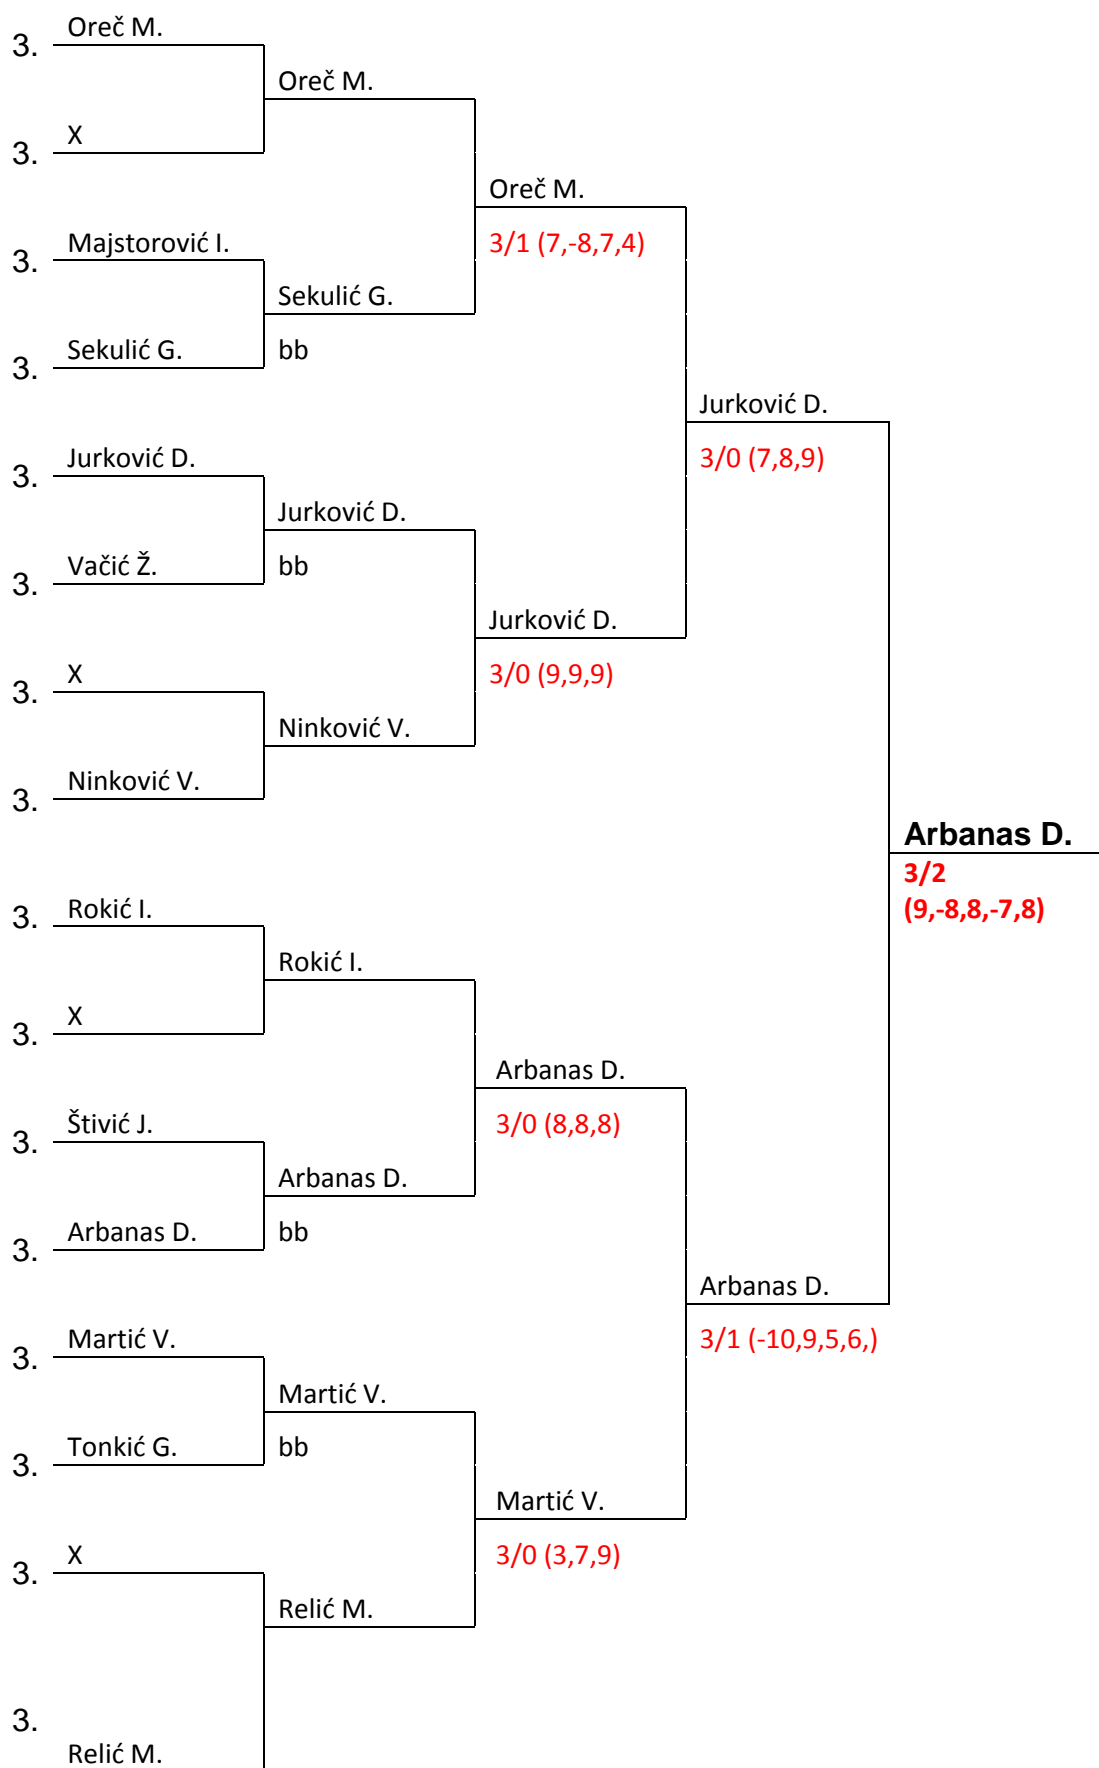 3. Oreč M.
Oreč M.
3. X
Oreč M.
3/1 (7,-8,7,4)
3. Majstorović I.
Sekulić G.
3. Sekulić G.
bb
Jurković D.
3/0 (7,8,9)
3. Jurković D.
Jurković D.
3. Vačić Ž.
bb
Jurković D.
3/0 (9,9,9)
3. X
Ninković V.
3. Ninković V.
Arbanas D.
3/2
(9,-8,8,-7,8)
3. Rokić I.
Rokić I.
3. X
Arbanas D.
3/0 (8,8,8)
3. Štivić J.
Arbanas D.
3. Arbanas D.
bb
Arbanas D.
3/1 (-10,9,5,6,)
3. Martić V.
Martić V.
3. Tonkić G.
bb
Martić V.
3/0 (3,7,9)
3. X
Relić M.
3. Relić M.